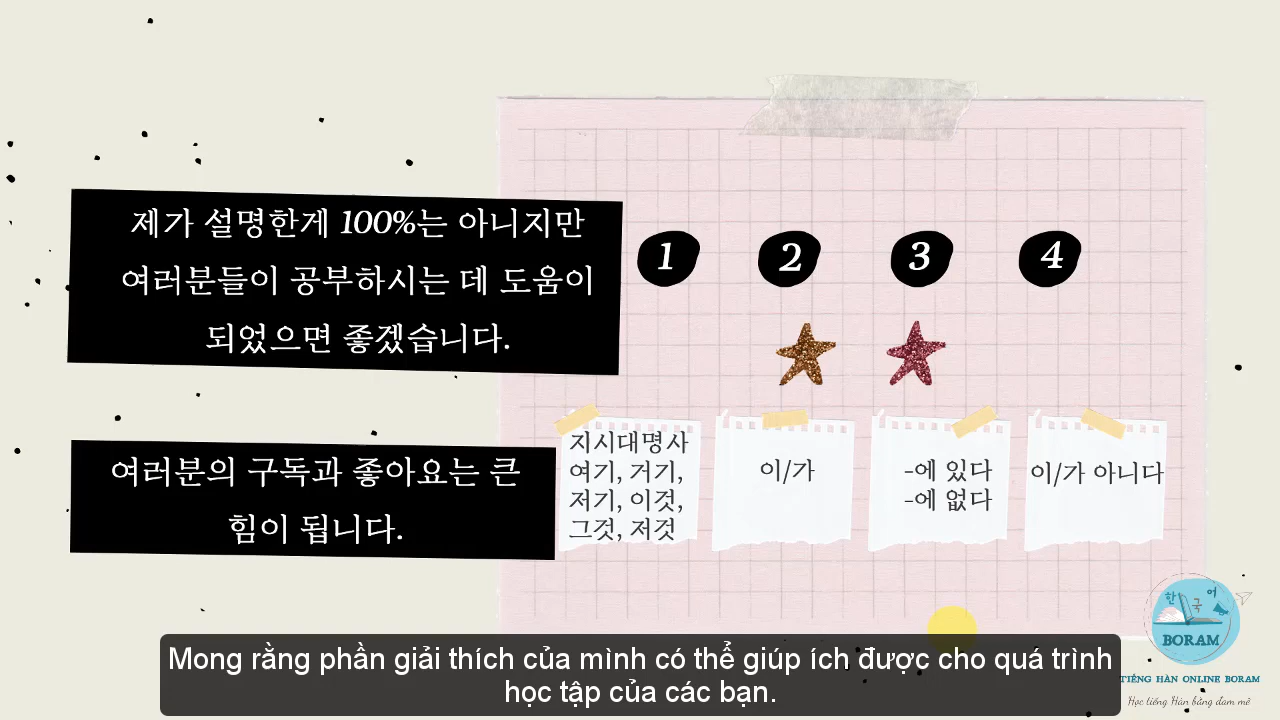 제가 설명한게 100%는 아니지만
여러분들이 공부하시는 데 도움이
되었으면 좋겠습니다.
여러분의 구독과 좋아요는 큰
힘이 됩니다.
1
2
3
4
지시대명사
여기, 거기,
저기, 이것,
그것, 저것
이/가
-에 있다
-에 없다
이/가 아니다
한
국
어
BORAM
TIẾNG HÀN ONLINE BORAM
Học tiếng Hàn bằng đam mê
Mong rằng phần giải thích của mình có thể giúp ích được cho quá trình
học tập của các bạn.